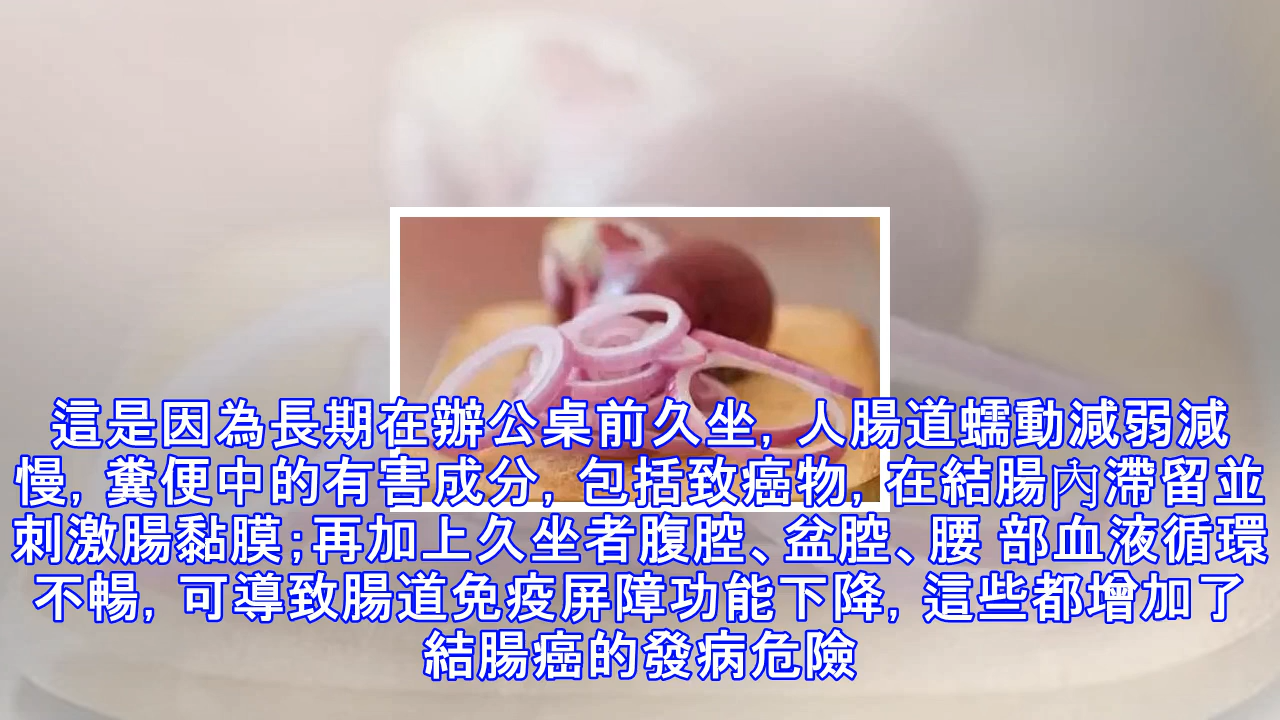 這是因為長期在辦公桌前久坐, 人腸道蠕動減弱減
慢, 糞便中的有害成分, 包括致癌物, 在結腸內滯留並
刺激腸黏膜;再加上久坐者腹腔、盆腔、腰 部血液循環
不暢, 可導致腸道免疫屏障功能下降, 這些都增加了
結腸癌的發病危險